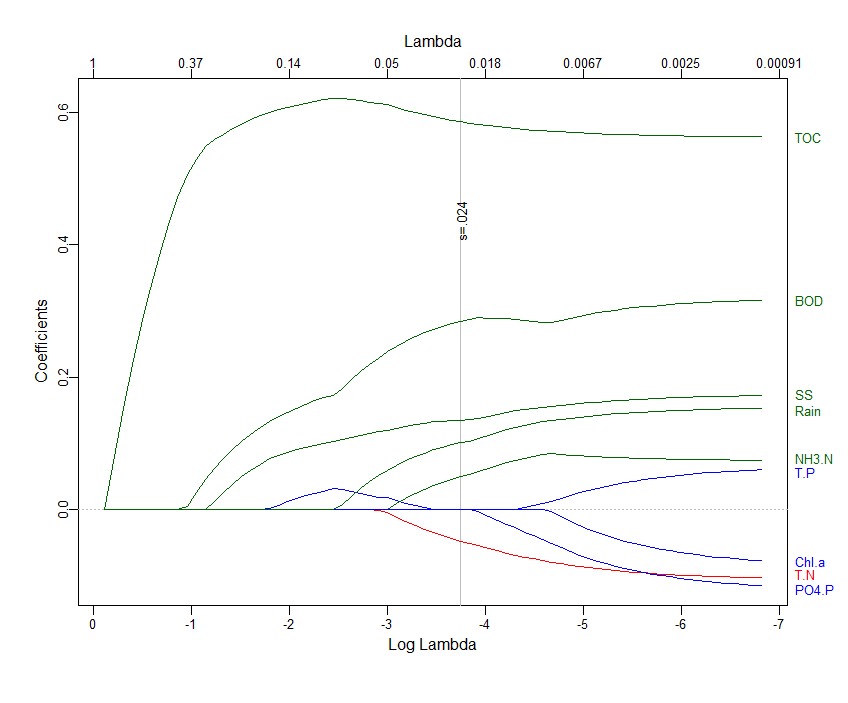 Lambda
1 0.37 0.14 0.05 0.018 0.0067 0.0025 0.00091
0.6
0.4
0.2
0.0
Coefficients
s=.024
TOC
BOD
SS
Rain
NH3.N
T.P
Chl.a
T.N
PO4.P
0 -1 -2 -3 -4 -5 -6 -7
Log Lambda